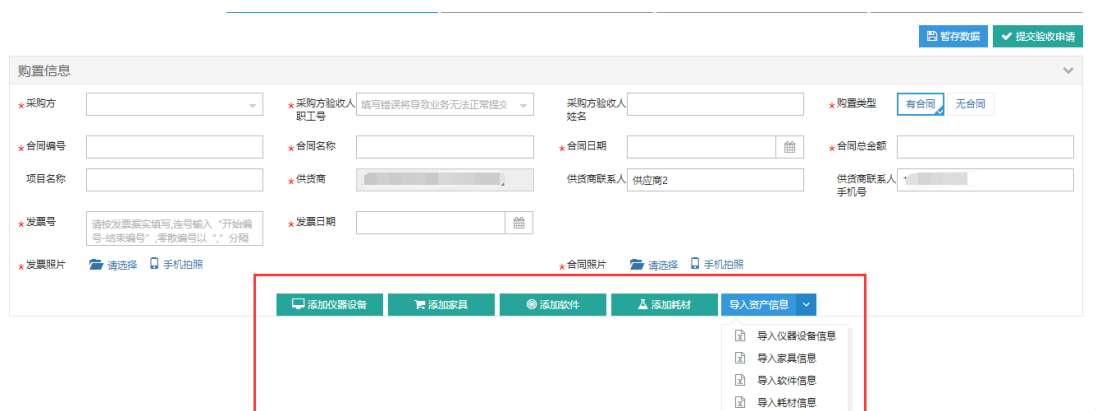 暂存数据 提交验收申请
购置信息
*采购方 *采购方验收人 填写错误将导致业务无法正常提交 采购方验收人 *购置类型 有合同 无合同
职工号 姓名
*合同编号 *合同名称 *合同日期 *合同总金额
项目名称 *供货商 供货商联系人 供应商2 供货商联系人
手机号
*发票号 请按发票据实填写,连号输入“开始编 *发票日期
号-结束编号”,零散编号以“,”分隔
*发票照片 请选择 手机拍照 *合同照片 请选择 手机拍照
添加仪器设备 添加家具 添加软件 添加耗材 导入资产信息
导入仪器设备信息
导入家具信息
导入软件信息
导入耗材信息